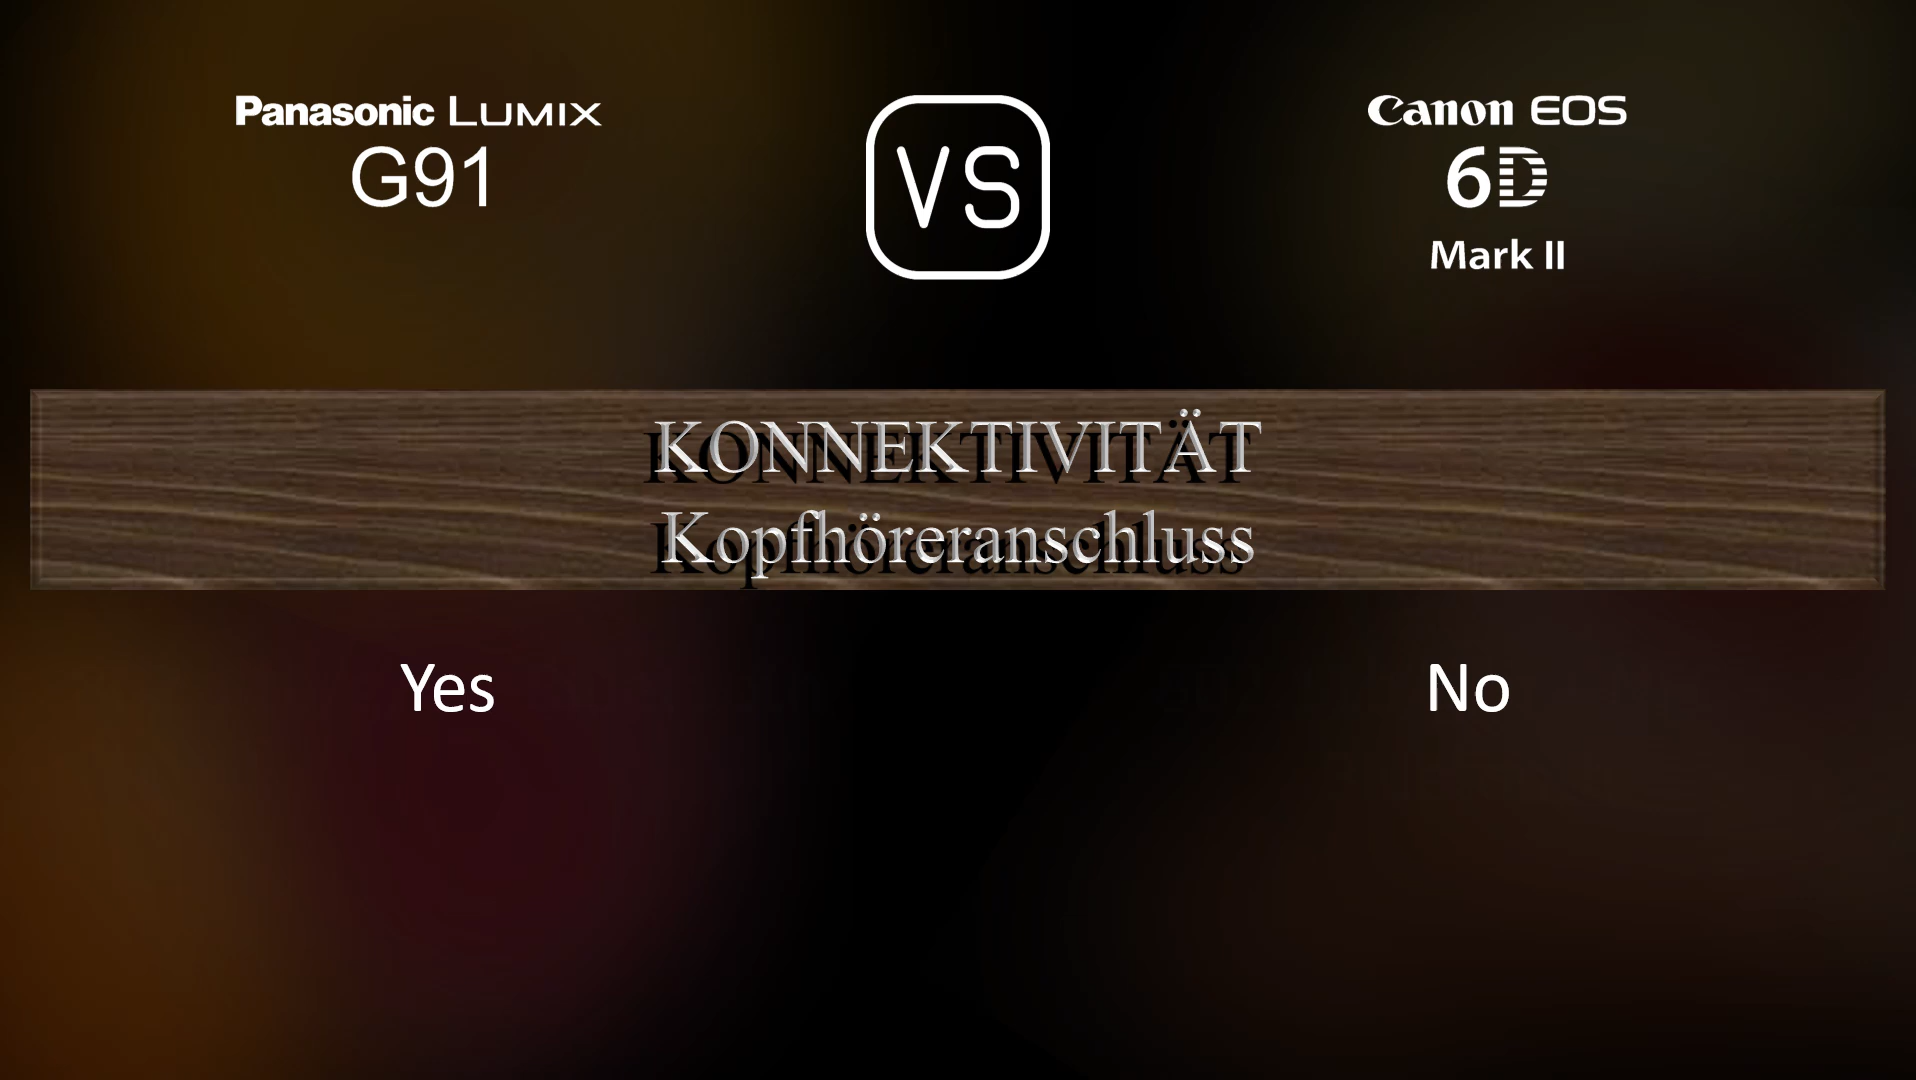 Panasonic LUMIX
G91
VS
Canon EOS
6D
Mark II
KONNEKTIVITÄT
Kopfhöreranschluss
Yes
No